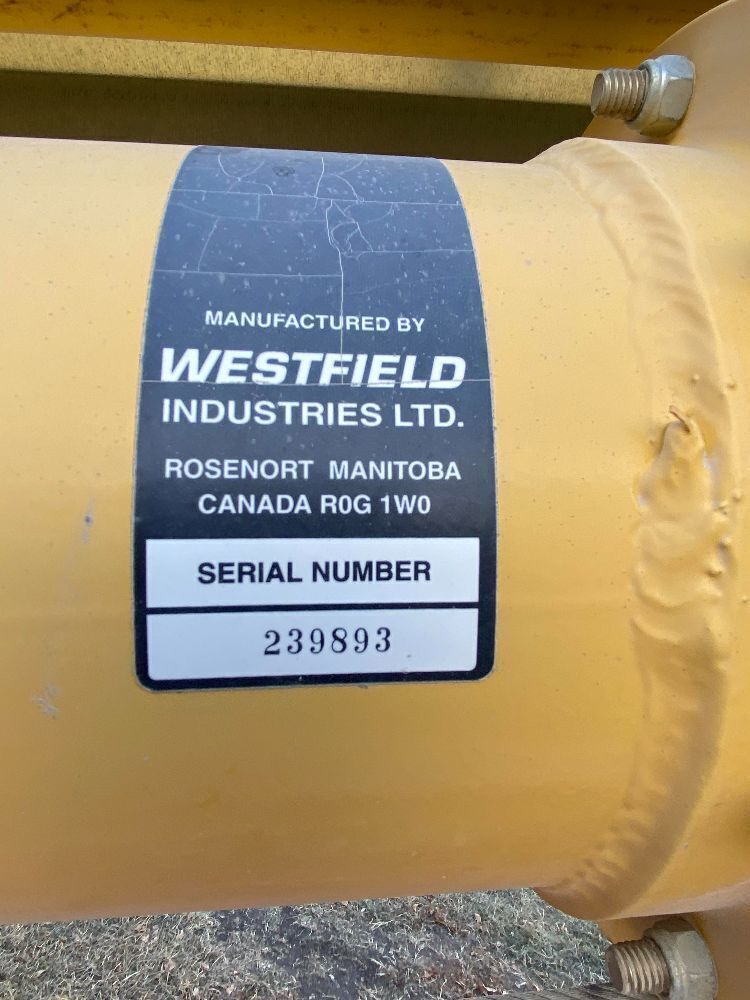 MANUFACTURED BY
WESTFIELD
INDUSTRIES LTD.
ROSENORT MANITOBA
CANADA R0G 1W0
SERIAL NUMBER
239893